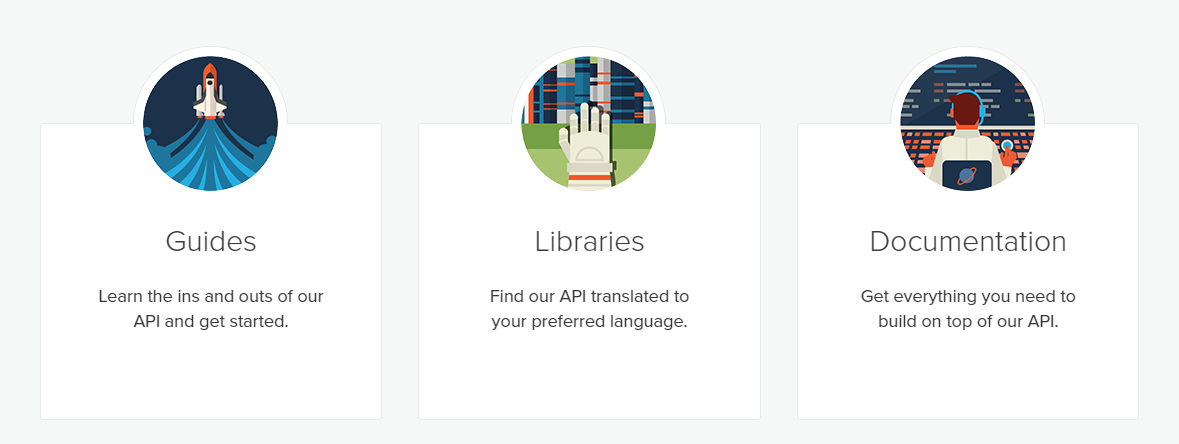 Guides
Learn the ins and outs of our
API and get started.
Libraries
Find our API translated to
your preferred language.
Documentation
Get everything you need to
build on top of our API.